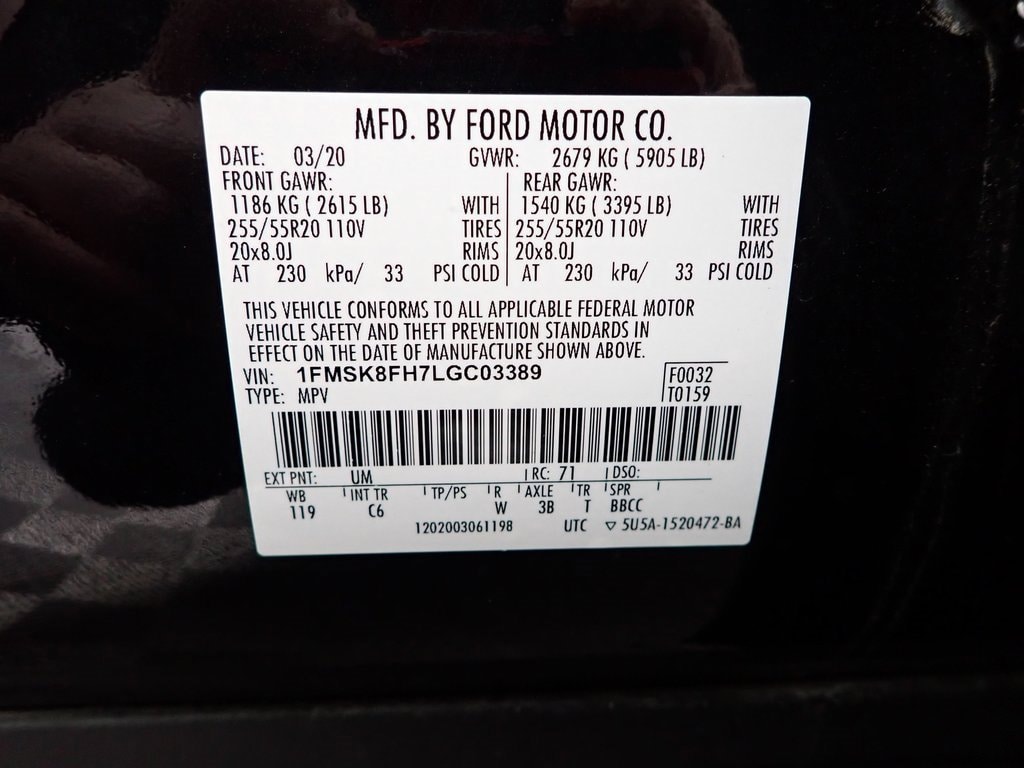 MFD. BY FORD MOTOR CO.
DATE: 03/20 GVWR: 2679 KG ( 5905 LB)
FRONT GAWR: REAR GAWR:
1186 KG ( 2615 LB) WITH 1540 KG ( 3395 LB) WITH
255/55R20 110V TIRES 255/55R20 110V TIRES
20x8.0J RIMS 20x8.0J RIMS
AT 230 kPa/ 33 PSI COLD AT 230 kPa/ 33 PSI COLD
THIS VEHICLE CONFORMS TO ALL APPLICABLE FEDERAL MOTOR
VEHICLE SAFETY AND THEFT PREVENTION STANDARDS IN
EFFECT ON THE DATE OF MANUFACTURE SHOWN ABOVE.
VIN: 1FMSK8FH7LGC03389 F0032
TYPE: MPV T0159
EXT PNT: UM RC: 71 DSO:
WB INT TR TP/PS R AXLE TR SPR
119 C6 W 3B T BBCC
1202003061198 UTC ▽ 5U5A-1520472-BA